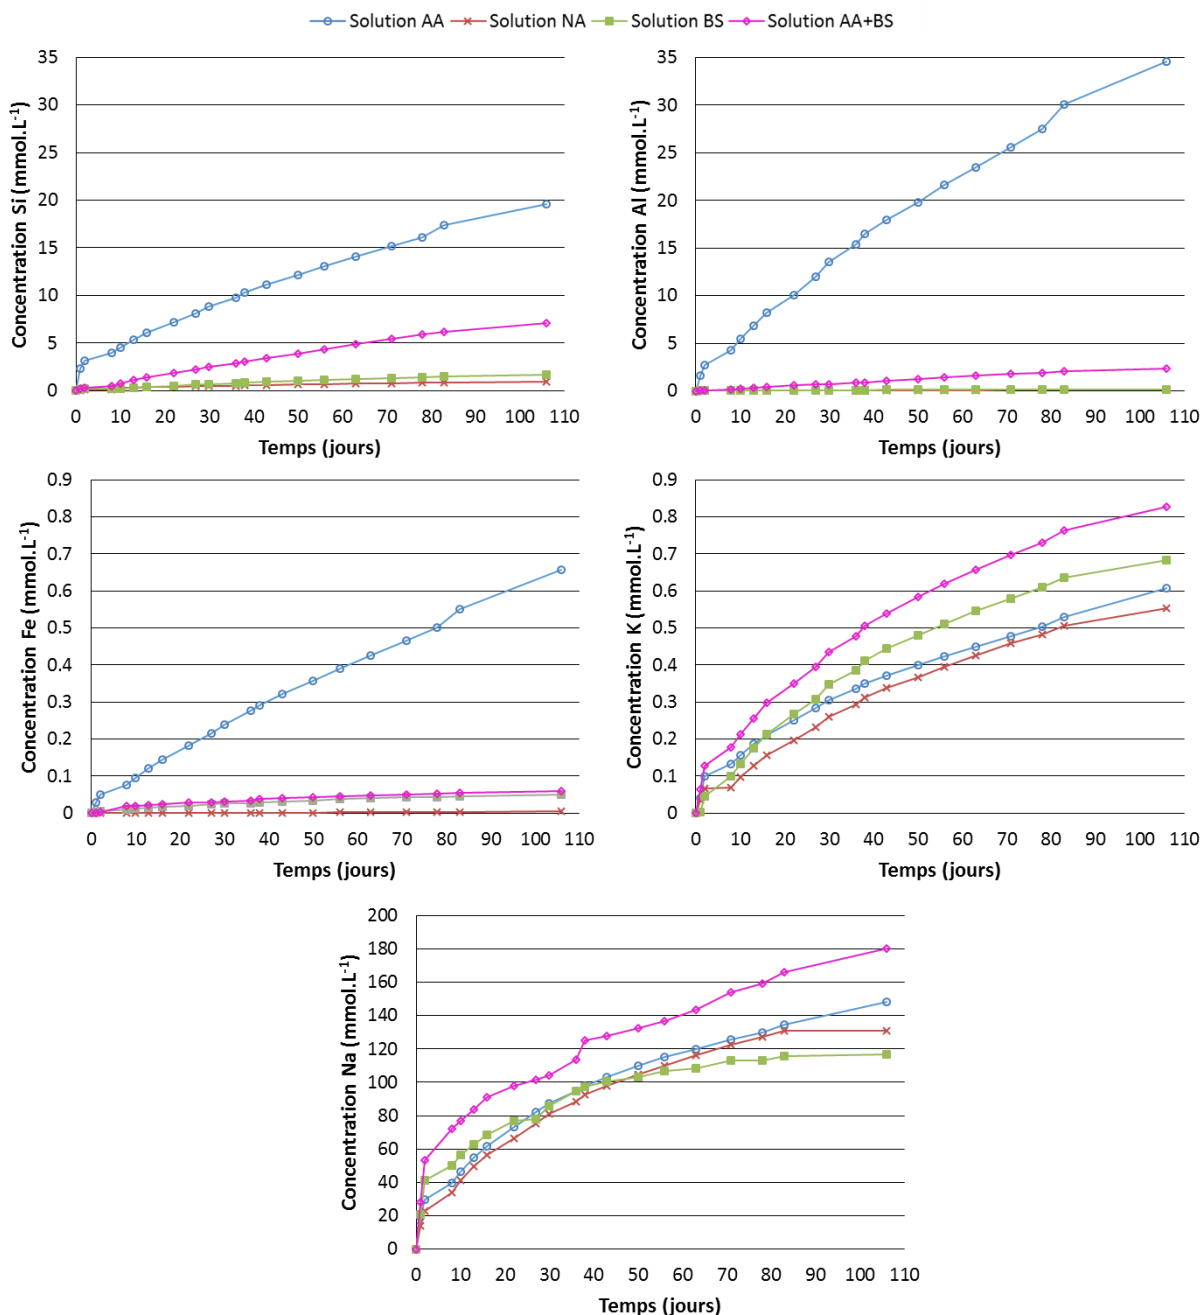 Solution AA Solution NA Solution BS Solution AA+BS
Concentration Si (mmol.L-1)
35
30
25
20
15
10
5
0
0 10 20 30 40 50 60 70 80 90 100 110
Temps (jours)
Concentration Al (mmol.L-1)
35
30
25
20
15
10
5
0
0 10 20 30 40 50 60 70 80 90 100 110
Temps (jours)
Concentration Fe (mmol.L-1)
0.9
0.8
0.7
0.6
0.5
0.4
0.3
0.2
0.1
0
0 10 20 30 40 50 60 70 80 90 100 110
Temps (jours)
Concentration K (mmol.L-1)
0.9
0.8
0.7
0.6
0.5
0.4
0.3
0.2
0.1
0
0 10 20 30 40 50 60 70 80 90 100 110
Temps (jours)
Concentration Na (mmol.L-1)
200
180
160
140
120
100
80
60
40
20
0
0 10 20 30 40 50 60 70 80 90 100 110
Temps (jours)